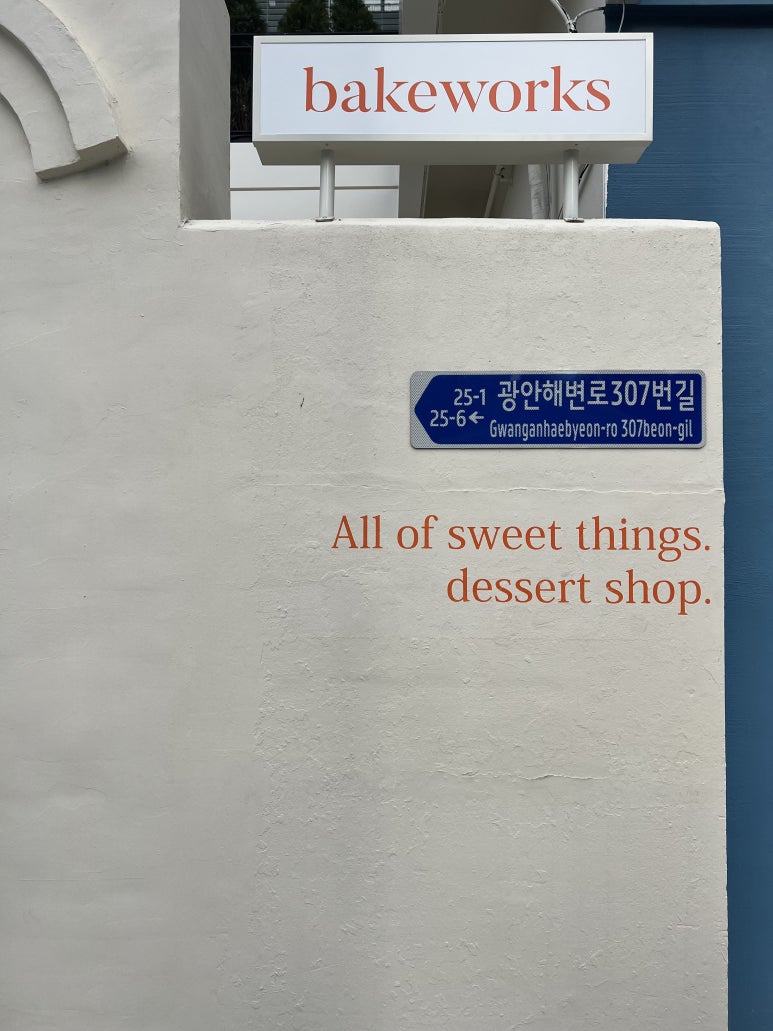 bakeworks
25-1 광안해변로307번길
25-6← Gwanganhaebyeon-ro 307beon-gil
All of sweet things.
dessert shop.